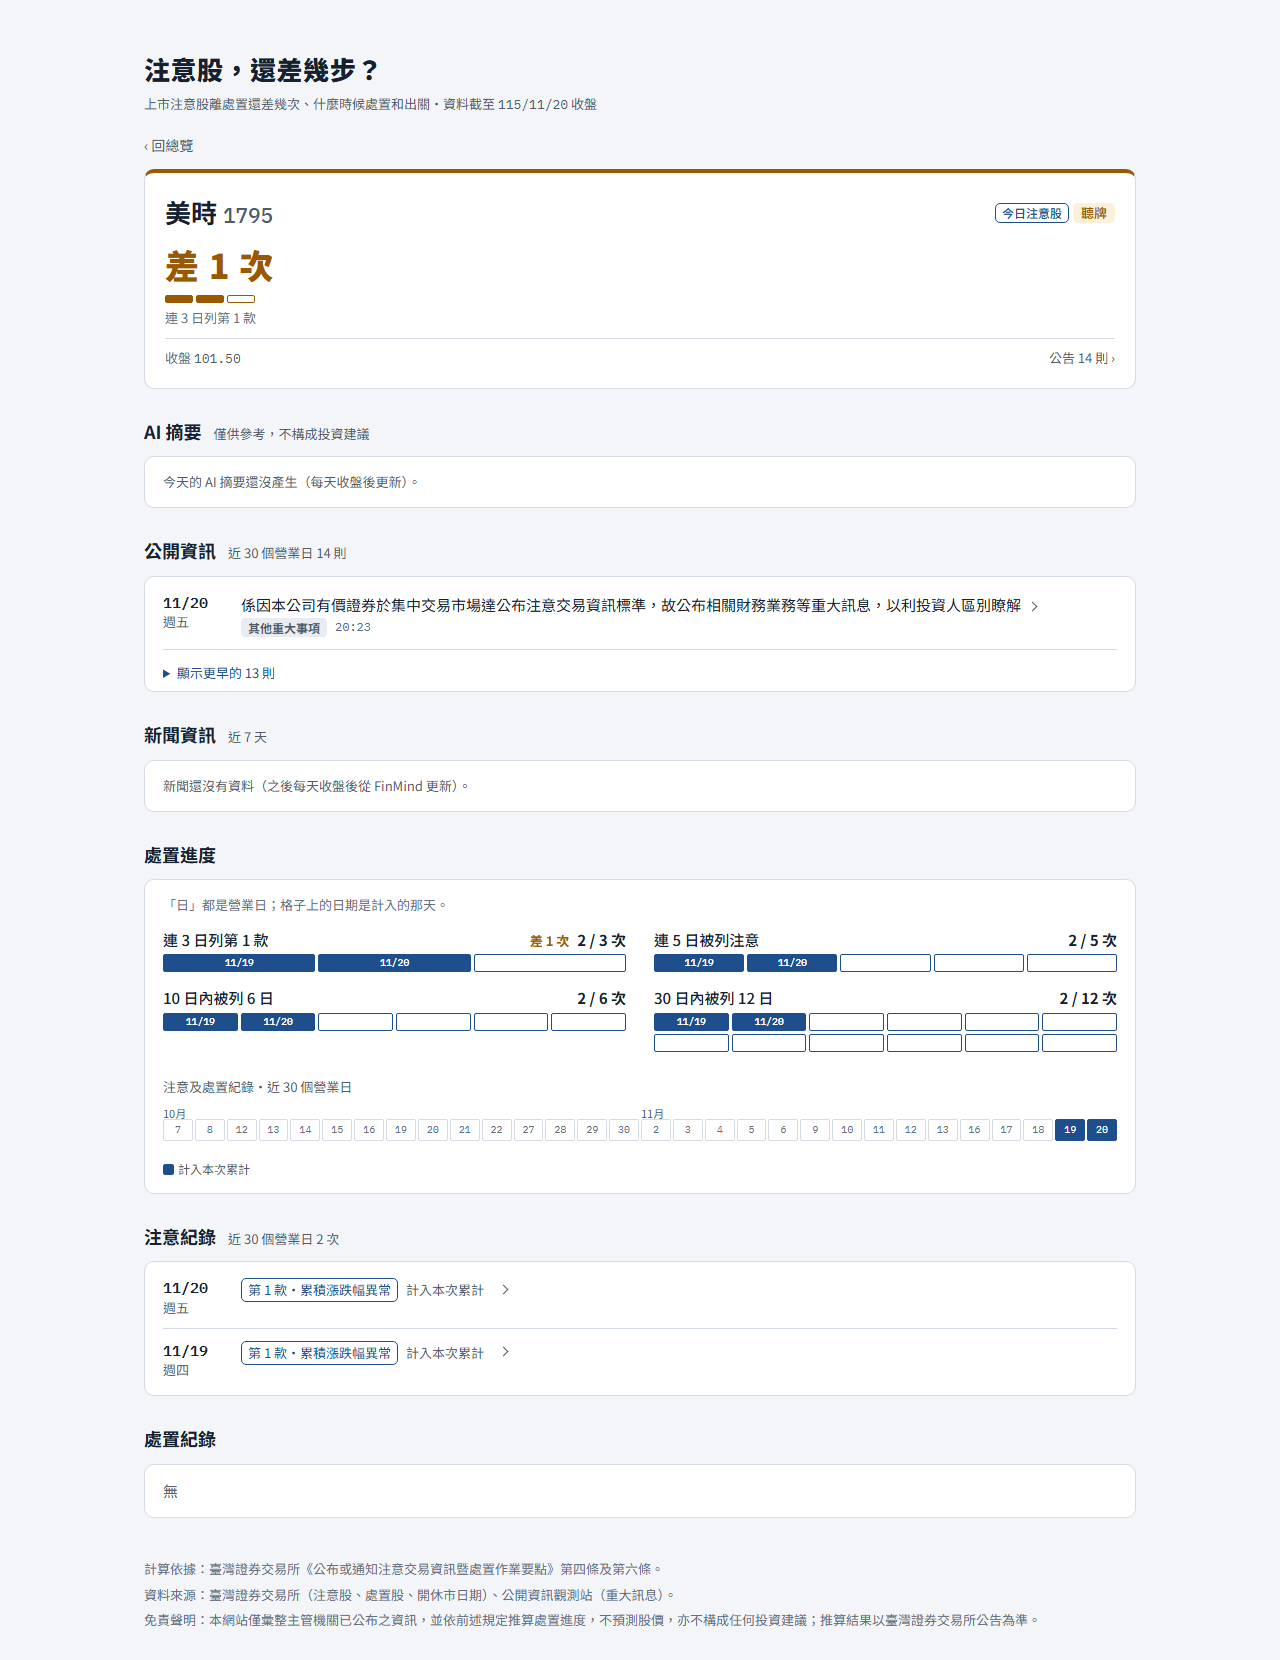 注意股，還差幾步？
上市注意股離處置還差幾次、什麼時候處置和出關・資料截至 115/11/20 收盤
‹ 回總覽
美時 1795
今日注意股 聽牌
差 1 次
連 3 日列第 1 款
收盤 101.50
公告 14 則 ›
AI 摘要 僅供參考，不構成投資建議
今天的 AI 摘要還沒產生（每天收盤後更新）。
公開資訊 近 30 個營業日 14 則
11/20 係因本公司有價證券於集中交易市場達公布注意交易資訊標準，故公布相關財務業務等重大訊息，以利投資人區別瞭解 ›
週五 其他重大事項 20:23
▶ 顯示更早的 13 則
新聞資訊 近 7 天
新聞還沒有資料（之後每天收盤後從 FinMind 更新）。
處置進度
「日」都是營業日；格子上的日期是計入的那天。
連 3 日列第 1 款 差 1 次 2 / 3 次
11/19 11/20
連 5 日被列注意 2 / 5 次
11/19 11/20
10 日內被列 6 日 2 / 6 次
11/19 11/20
30 日內被列 12 日 2 / 12 次
11/19 11/20
注意及處置紀錄・近 30 個營業日
10月 11月
7 8 12 13 14 15 16 19 20 21 22 27 28 29 30 2 3 4 5 6 9 10 11 12 13 16 17 18 19 20
計入本次累計
注意紀錄 近 30 個營業日 2 次
11/20 第 1 款・累積漲跌幅異常 計入本次累計 ›
週五
11/19 第 1 款・累積漲跌幅異常 計入本次累計 ›
週四
處置紀錄
無
計算依據：臺灣證券交易所《公布或通知注意交易資訊暨處置作業要點》第四條及第六條。
資料來源：臺灣證券交易所（注意股、處置股、開休市日期）、公開資訊觀測站（重大訊息）。
免責聲明：本網站僅彙整主管機關已公布之資訊，並依前述規定推算處置進度，不預測股價，亦不構成任何投資建議；推算結果以臺灣證券交易所公告為準。